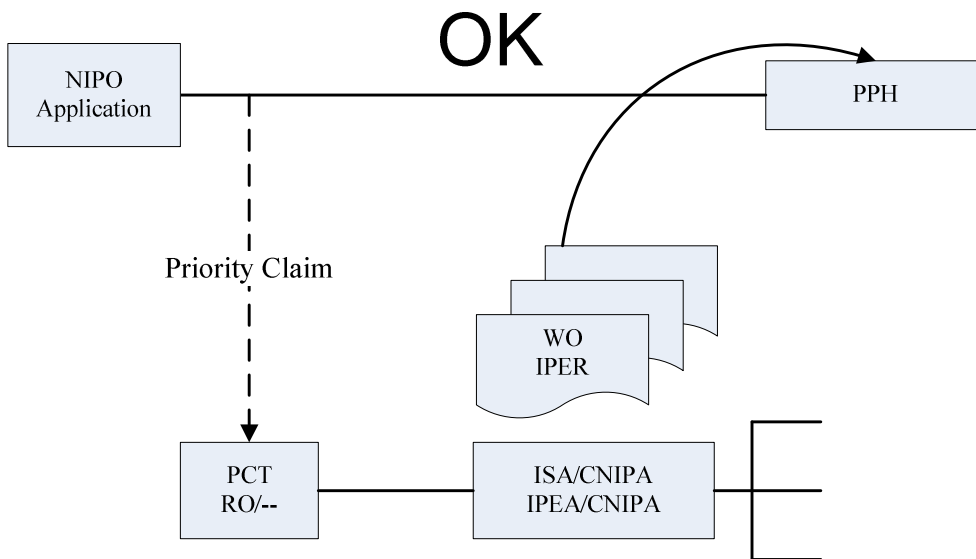 OK
NIPO
Application
PPH
Priority Claim
WO
IPER
PCT
RO/--
ISA/CNIPA
IPEA/CNIPA